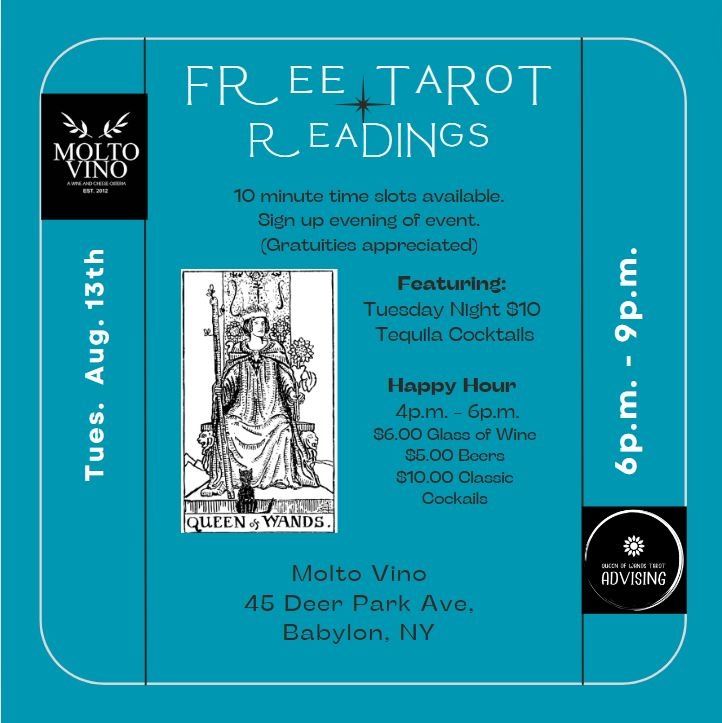 FREE TAROT
READINGS
MOLTO
VINO
A WINE AND CHEESE OSTERIA
EST. 2012
10 minute time slots available.
Sign up evening of event.
(Gratuities appreciated)
Tues. Aug. 13th
6p.m. - 9p.m.
Featuring:
Tuesday Night $10
Tequila Cocktails
Happy Hour
4p.m. - 6p.m.
$6.00 Glass of Wine
$5.00 Beers
$10.00 Classic
Cockails
QUEEN of WANDS.
QUEEN OF WANDS TAROT
ADVISING
Molto Vino
45 Deer Park Ave,
Babylon, NY